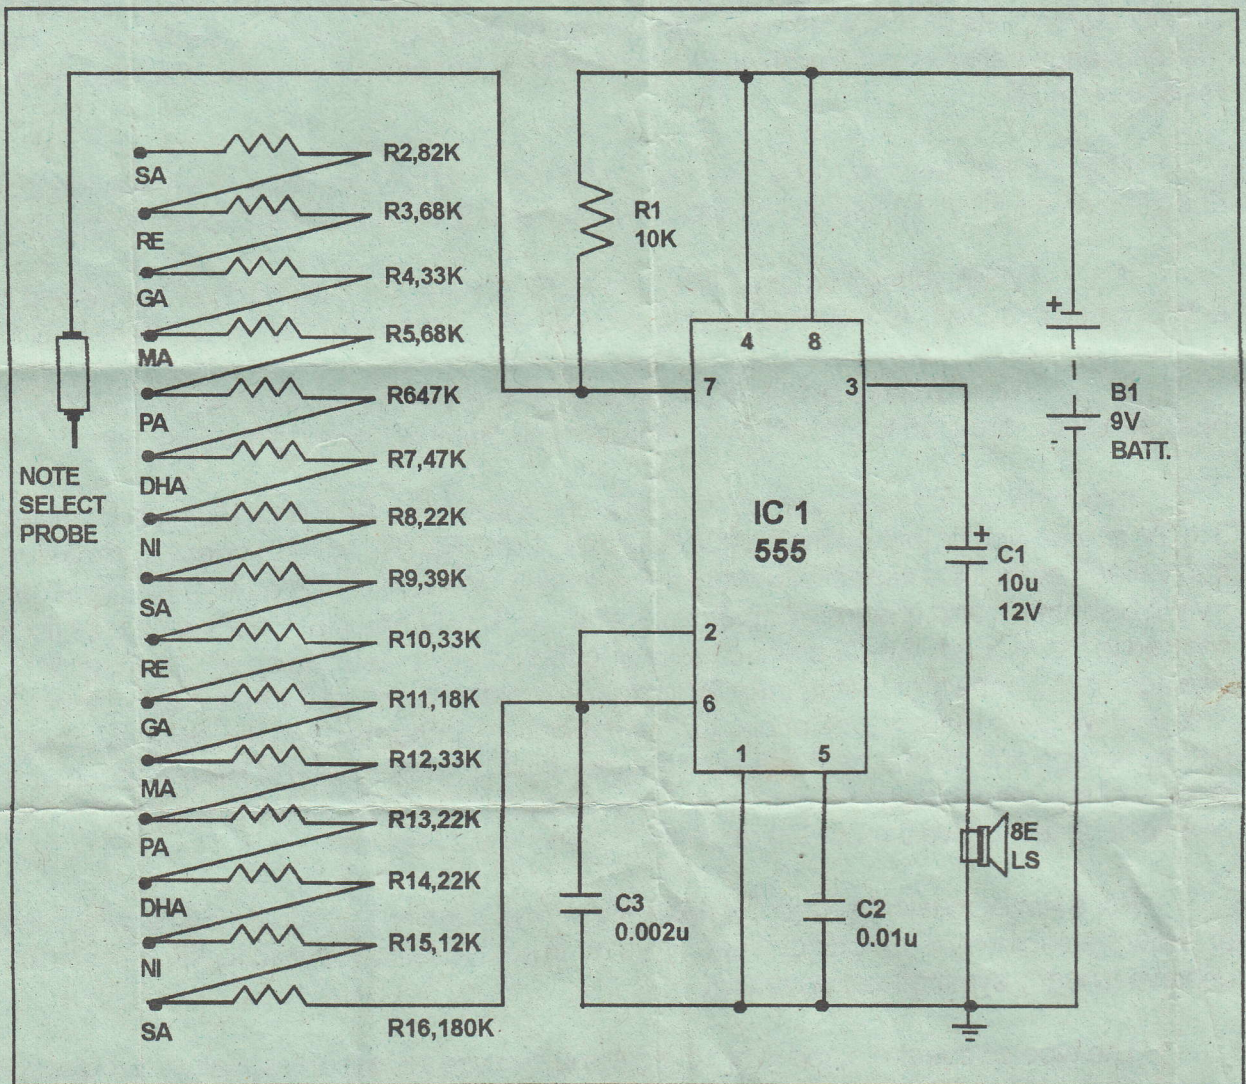 R2,82K
SA
R3,68K
RE
R4,33K
GA
R5,68K
MA
R647K
PA
R7,47K
DHA
R8,22K
NI
R9,39K
SA
R10,33K
RE
R11,18K
GA
R12,33K
MA
R13,22K
PA
R14,22K
DHA
R15,12K
NI
R16,180K
SA
NOTE
SELECT
PROBE
R1
10K
4 8
7 3
IC 1
555
2
6
1 5
+
B1
9V
BATT.
-
+
C1
10u
12V
8E
LS
C3
0.002u
C2
0.01u